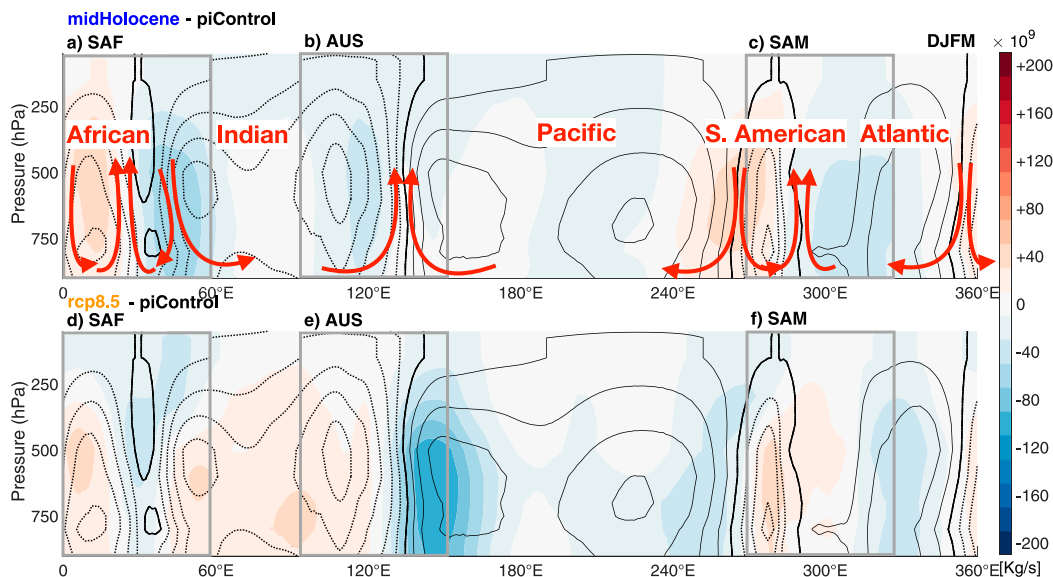 midHolocene - piControl
a) SAF b) AUS c) SAM DJFM × 10⁹
Pressure (hPa)
250
500
750
African Indian Pacific S. American Atlantic
0 60°E 120°E 180°E 240°E 300°E 360°E
rcp8.5 - piControl
d) SAF e) AUS f) SAM
Pressure (hPa)
250
500
750
0 60°E 120°E 180°E 240°E 300°E 360°E
+200
+160
+120
+80
+40
0
-40
-80
-120
-160
-200
[Kg/s]